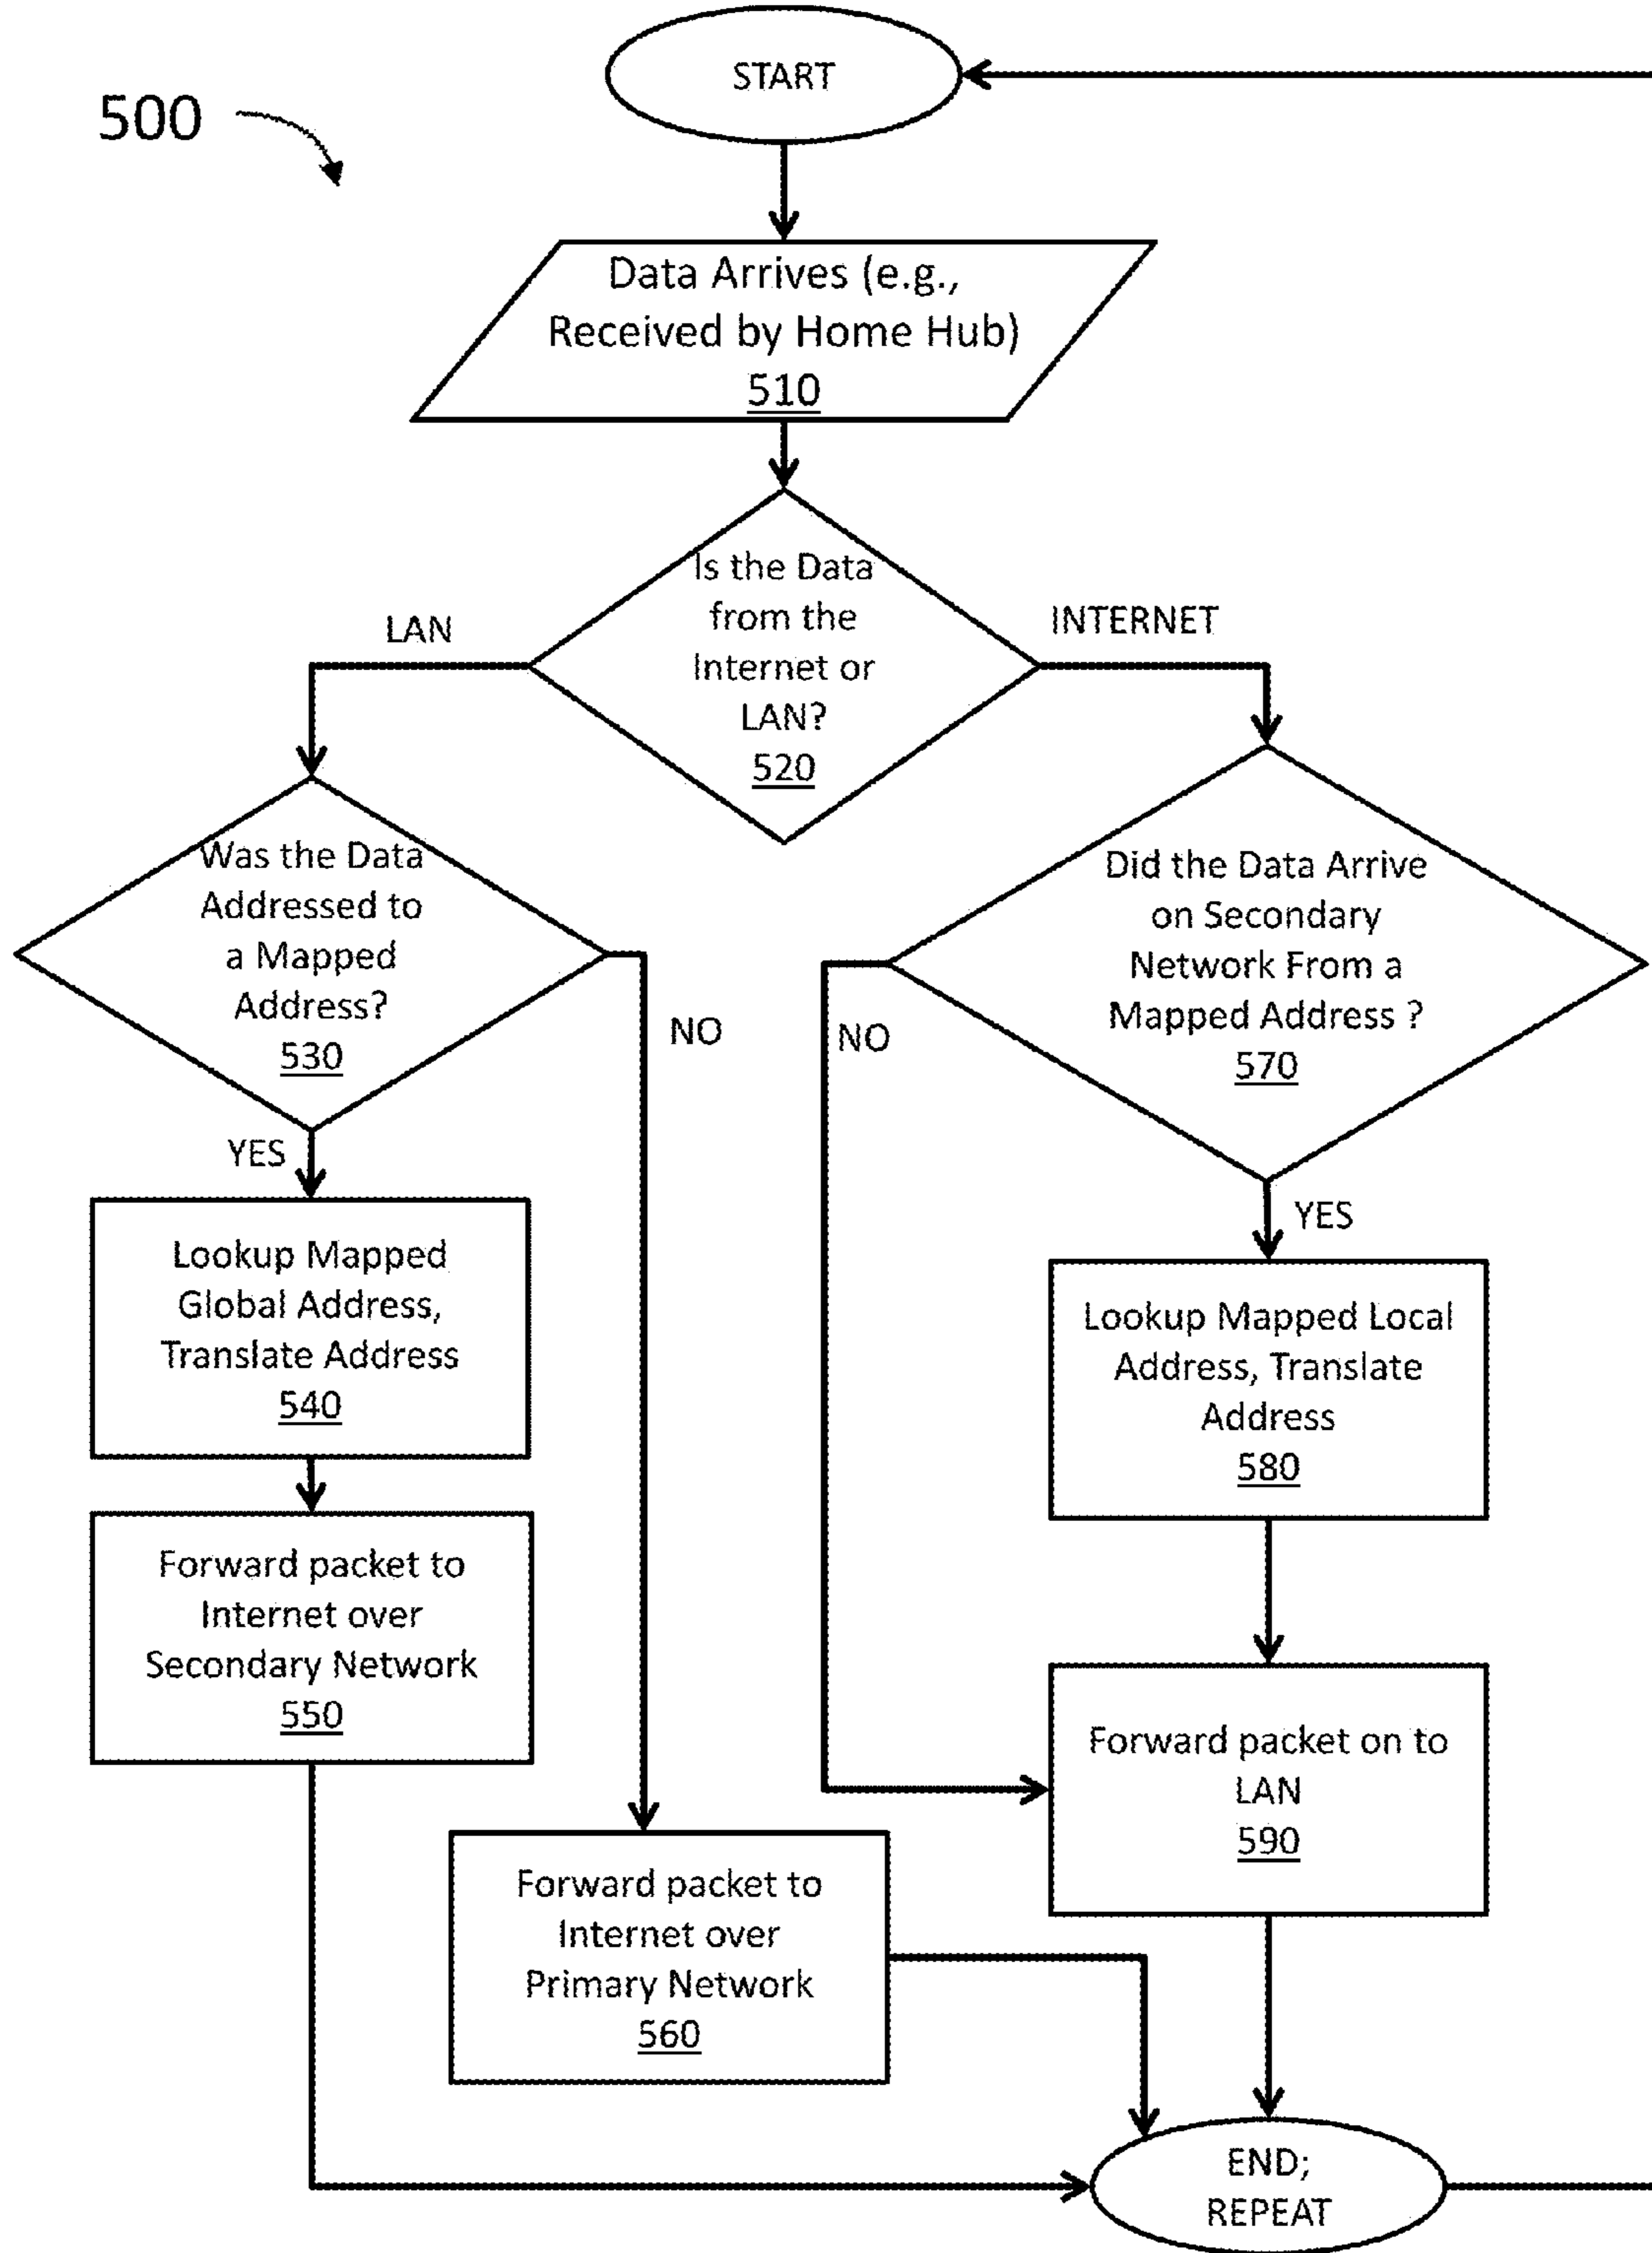 START
500
Data Arrives (e.g.,
Received by Home Hub)
510
Is the Data
from the
Internet or
LAN?
520
LAN
INTERNET
Was the Data
Addressed to
a Mapped
Address?
530
Did the Data Arrive
on Secondary
Network From a
Mapped Address ?
570
NO
NO
YES
YES
Lookup Mapped
Global Address,
Translate Address
540
Lookup Mapped Local
Address, Translate
Address
580
Forward packet to
Internet over
Secondary Network
550
Forward packet on to
LAN
590
Forward packet to
Internet over
Primary Network
560
END;
REPEAT